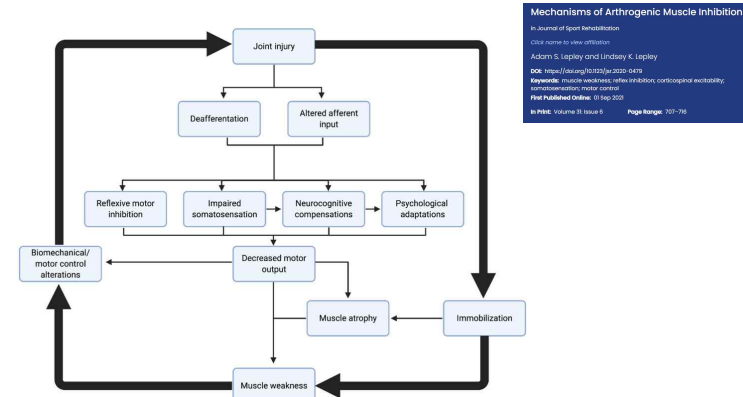 Joint injury
Deafferentation
Altered afferent
input
Reflexive motor
inhibition
Impaired
somatosensation
Neurocognitive
compensations
Psychological
adaptations
Biomechanical/
motor control
alterations
Decreased motor
output
Muscle atrophy
Immobilization
Muscle weakness
Mechanisms of Arthrogenic Muscle Inhibition
in Journal of Sport Rehabilitation
Click name to view affiliation
Adam S. Lepley and Lindsey K. Lepley
DOI: https://doi.org/10.1123/jsr.2020-0479
Keywords: muscle weakness; reflex inhibition; corticospinal excitability;
somatosensation; motor control
First Published Online: 01 Sep 2021
In Print: Volume 31: Issue 6 Page Range: 707–716